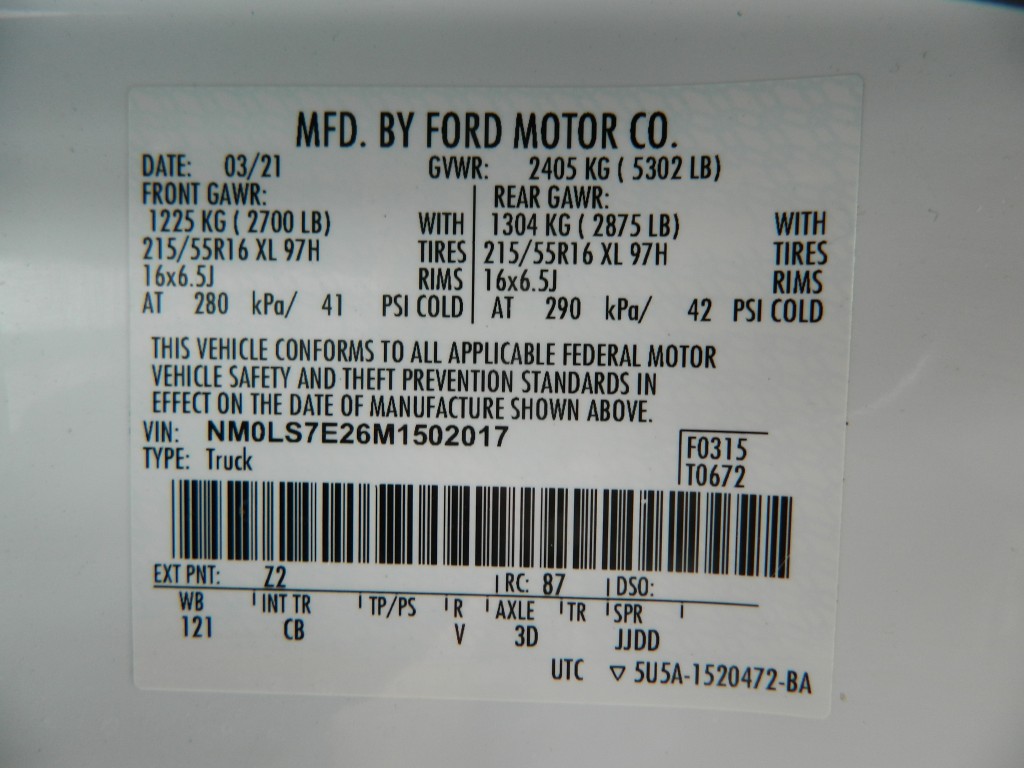 MFD. BY FORD MOTOR CO.
DATE: 03/21 GVWR: 2405 KG ( 5302 LB)
FRONT GAWR: REAR GAWR:
1225 KG ( 2700 LB) WITH 1304 KG ( 2875 LB) WITH
215/55R16 XL 97H TIRES 215/55R16 XL 97H TIRES
16x6.5J RIMS 16x6.5J RIMS
AT 280 kPa/ 41 PSI COLD AT 290 kPa/ 42 PSI COLD
THIS VEHICLE CONFORMS TO ALL APPLICABLE FEDERAL MOTOR
VEHICLE SAFETY AND THEFT PREVENTION STANDARDS IN
EFFECT ON THE DATE OF MANUFACTURE SHOWN ABOVE.
VIN: NM0LS7E26M1502017
F0315
TYPE: Truck
T0672
EXT PNT: Z2 RC: 87 DSO:
WB INT TR TP/PS R AXLE TR SPR
121 CB V 3D JJDD
UTC ▽ 5U5A-1520472-BA